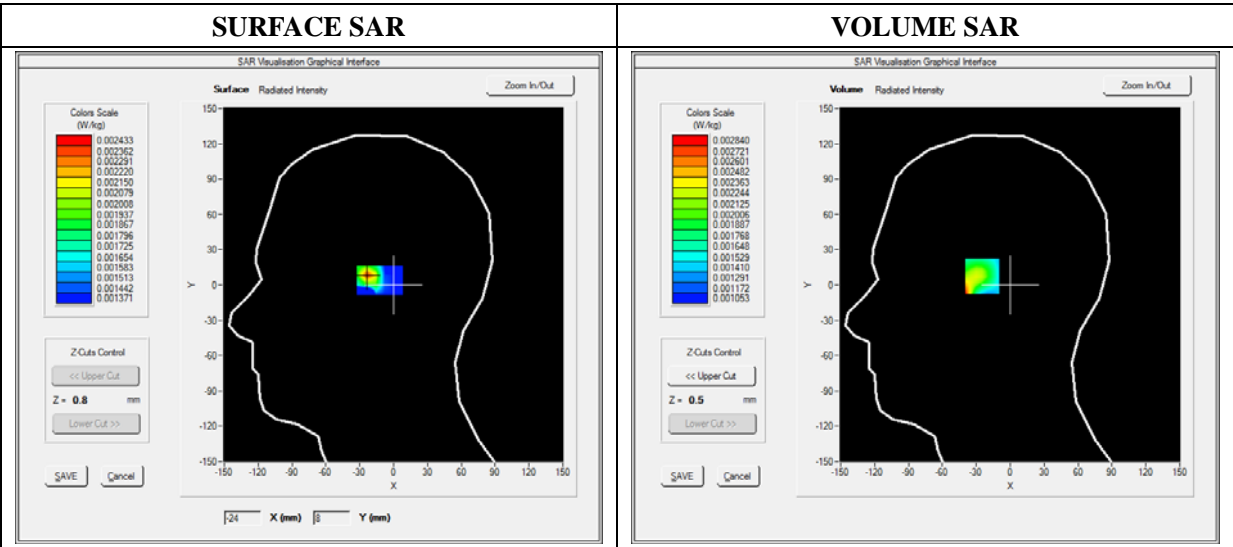 SURFACE SAR
VOLUME SAR
SAR Visualisation Graphical Interface
Surface Radiated Intensity
Zoom In/Out
Colors Scale
(W/kg)
0.002433
0.002362
0.002291
0.002220
0.002150
0.002079
0.002008
0.001937
0.001867
0.001796
0.001725
0.001654
0.001583
0.001513
0.001442
0.001371
150
120
90
60
30
0
-30
-60
-90
-120
-150
Y
-150 -120 -90 -60 -30 0 30 60 90 120 150
X
Z-Cuts Control
<< Upper Cut
Z = 0.8 mm
Lower Cut >>
SAVE Cancel
-24 X (mm) 8 Y (mm)
SAR Visualisation Graphical Interface
Volume Radiated Intensity
Zoom In/Out
Colors Scale
(W/kg)
0.002840
0.002721
0.002601
0.002482
0.002363
0.002244
0.002125
0.002006
0.001887
0.001768
0.001648
0.001529
0.001410
0.001291
0.001172
0.001053
150
120
90
60
30
0
-30
-60
-90
-120
-150
Y
-150 -120 -90 -60 -30 0 30 60 90 120 150
X
Z-Cuts Control
<< Upper Cut
Z = 0.5 mm
Lower Cut >>
SAVE Cancel